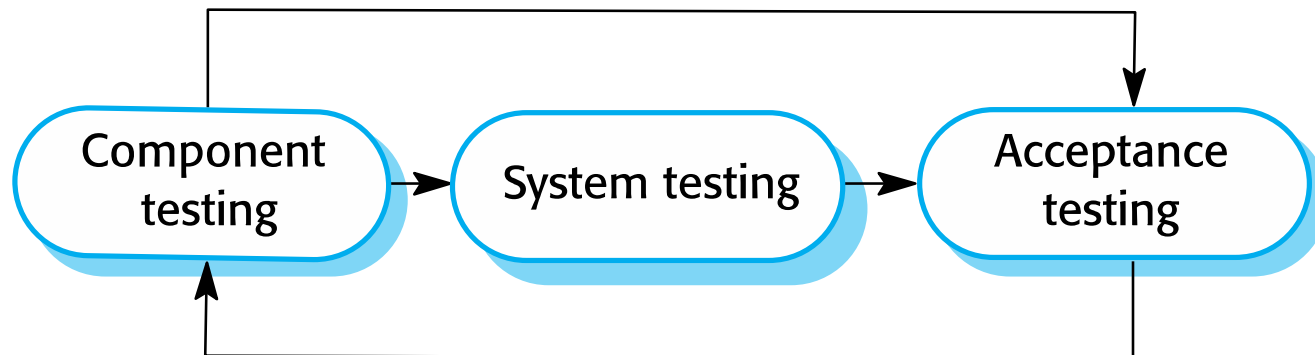 Component
testing
System testing
Acceptance
testing